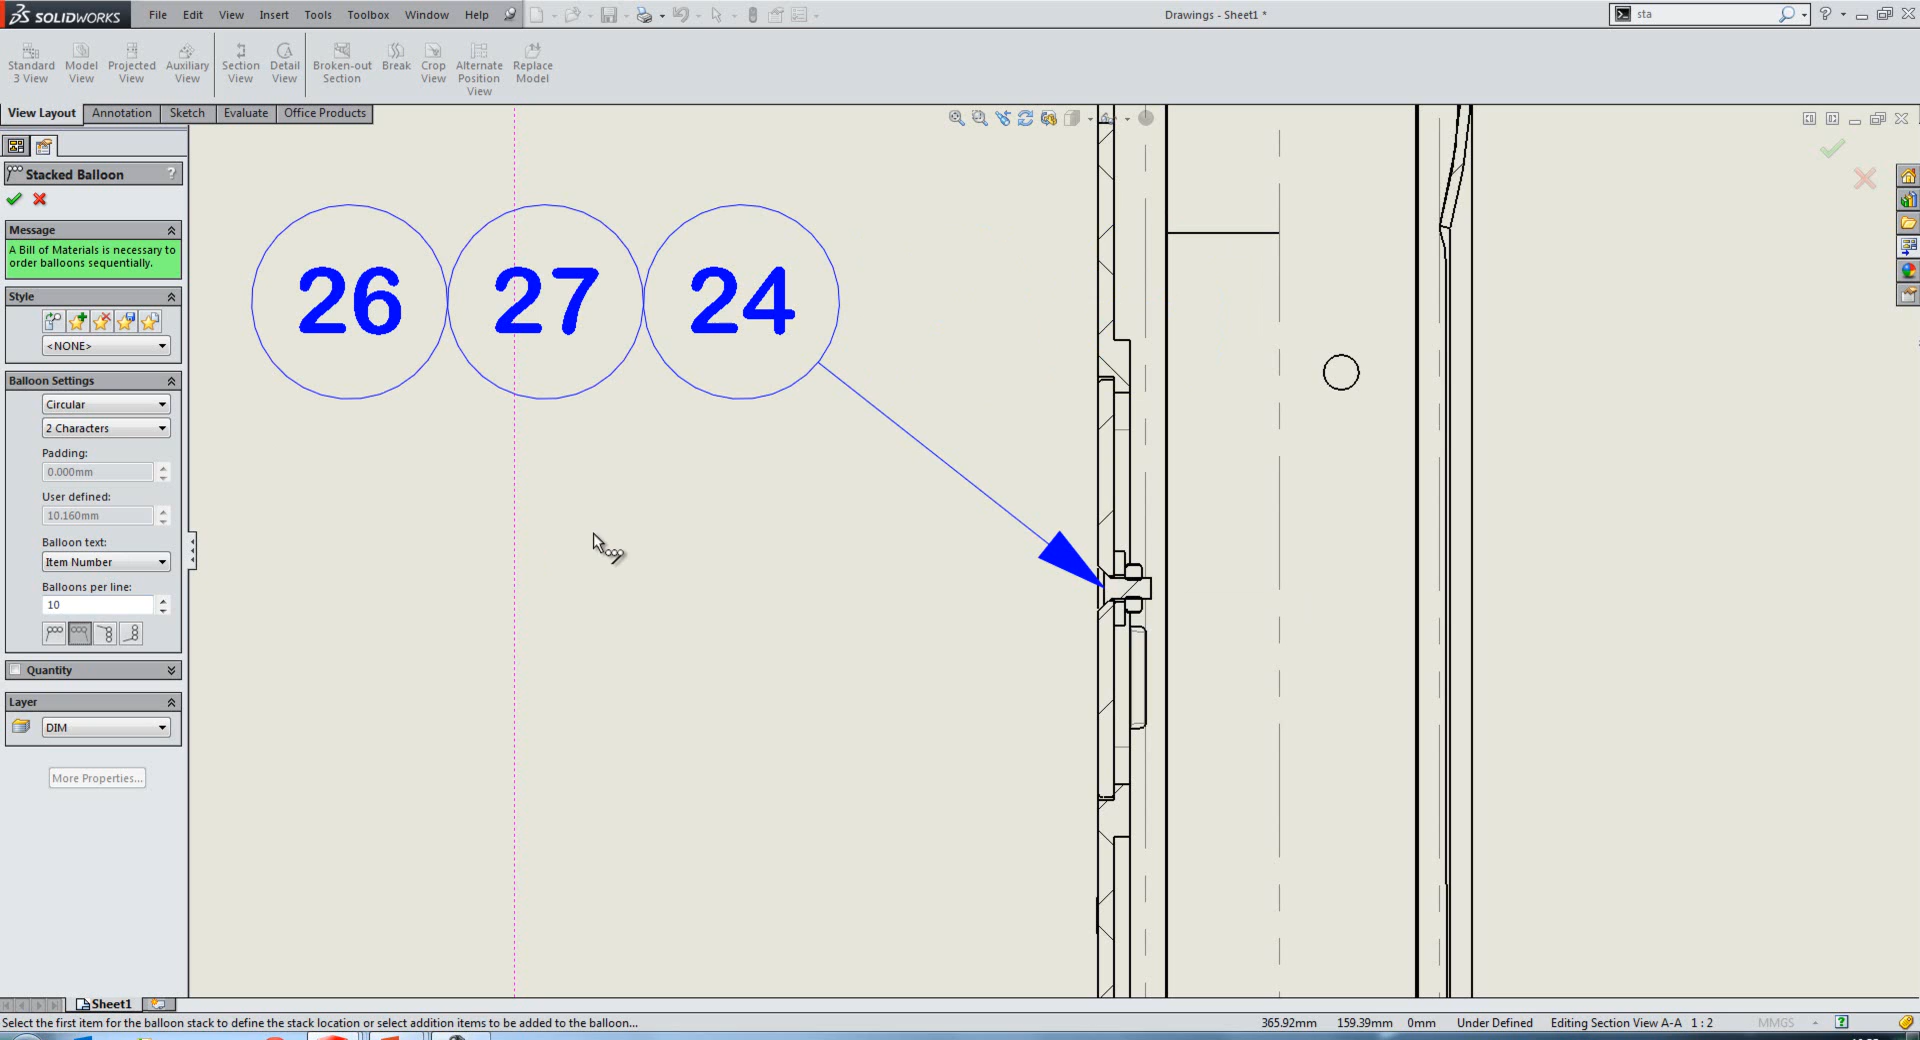 SOLIDWORKS File Edit View Insert Tools Toolbox Window Help Drawings - Sheet1 * sta
Standard 3 View
Model View
Projected View
Auxiliary View
Section View
Detail View
Broken-out Section
Break
Crop View
Alternate Position View
Replace Model
View Layout Annotation Sketch Evaluate Office Products
Stacked Balloon ?
Message
A Bill of Materials is necessary to
order balloons sequentially.
Style
<NONE>
Balloon Settings
Circular
2 Characters
Padding:
0.000mm
User defined:
10.160mm
Balloon text:
Item Number
Balloons per line:
10
Quantity
Layer
DIM
More Properties...
26 27 24
Sheet1
Select the first item for the balloon stack to define the stack location or select addition items to be added to the balloon... 365.92mm 159.39mm 0mm Under Defined Editing Section View A-A 1 : 2 MMGS